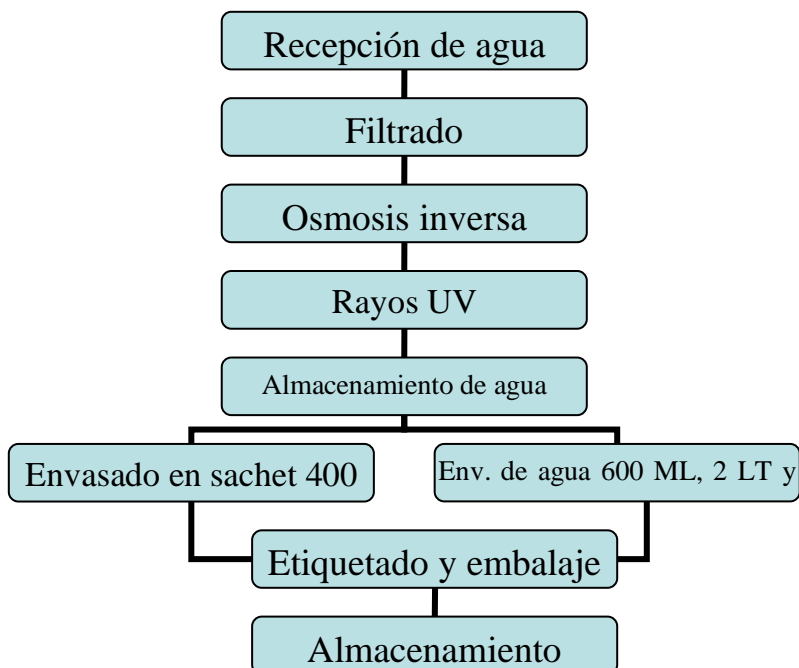 Recepción de agua
Filtrado
Osmosis inversa
Rayos UV
Almacenamiento de agua
Envasado en sachet 400
Env. de agua 600 ML, 2 LT y
Etiquetado y embalaje
Almacenamiento